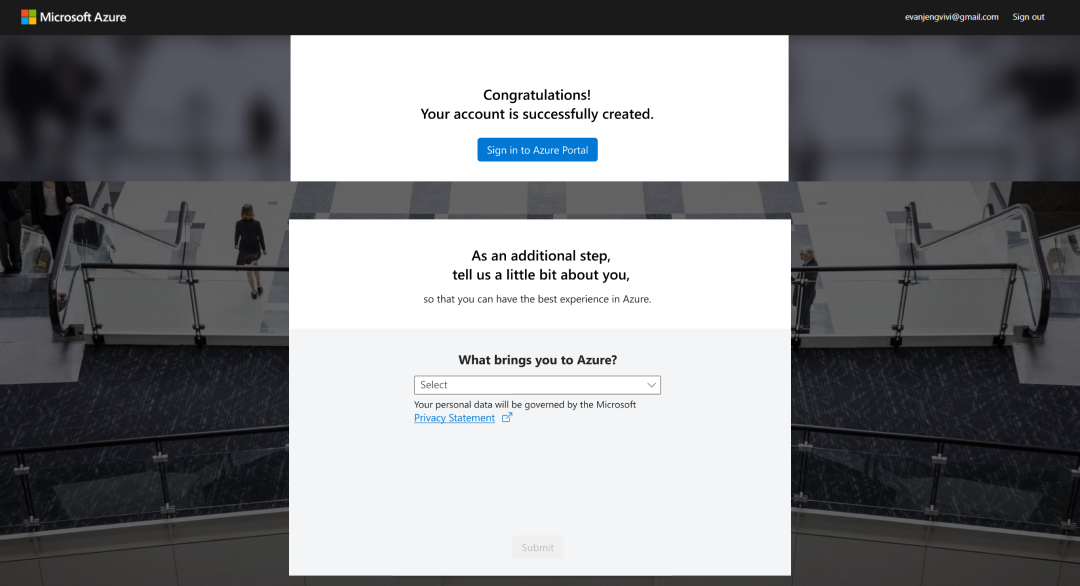 Microsoft Azure
evanjengvivi@gmail.com Sign out
Congratulations!
Your account is successfully created.
Sign in to Azure Portal
As an additional step,
tell us a little bit about you,
so that you can have the best experience in Azure.
What brings you to Azure?
Select
Your personal data will be governed by the Microsoft
Privacy Statement
Submit